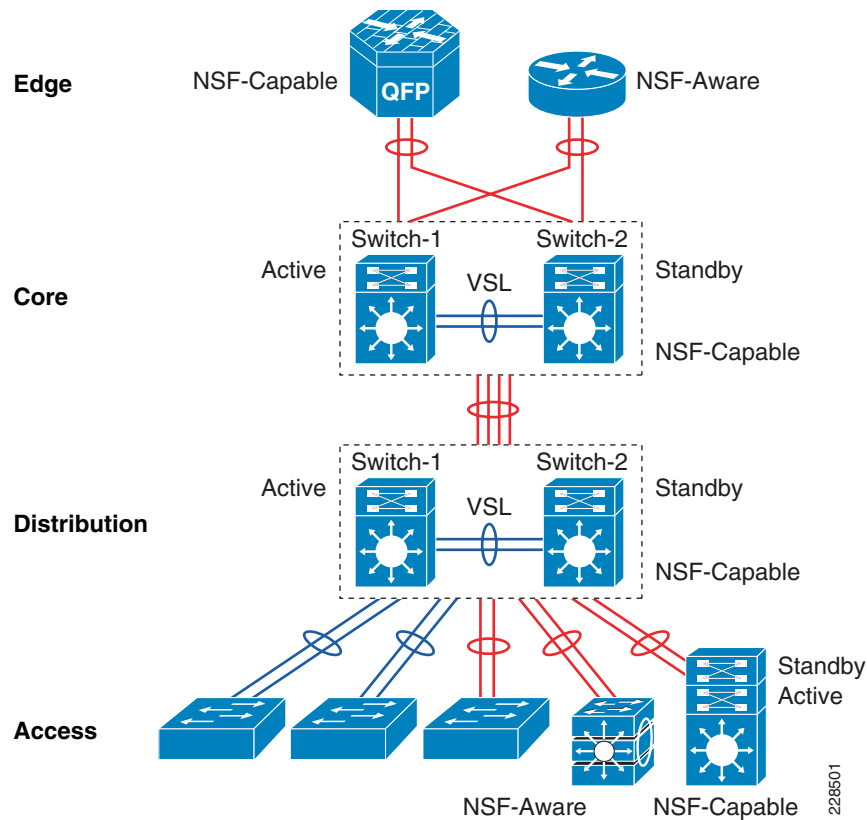 Edge
NSF-Capable
QFP
NSF-Aware
Switch-1
Switch-2
Active
VSL
Standby
Core
NSF-Capable
Switch-1
Switch-2
Active
VSL
Standby
Distribution
NSF-Capable
Standby
Active
Access
NSF-Aware
NSF-Capable
228501